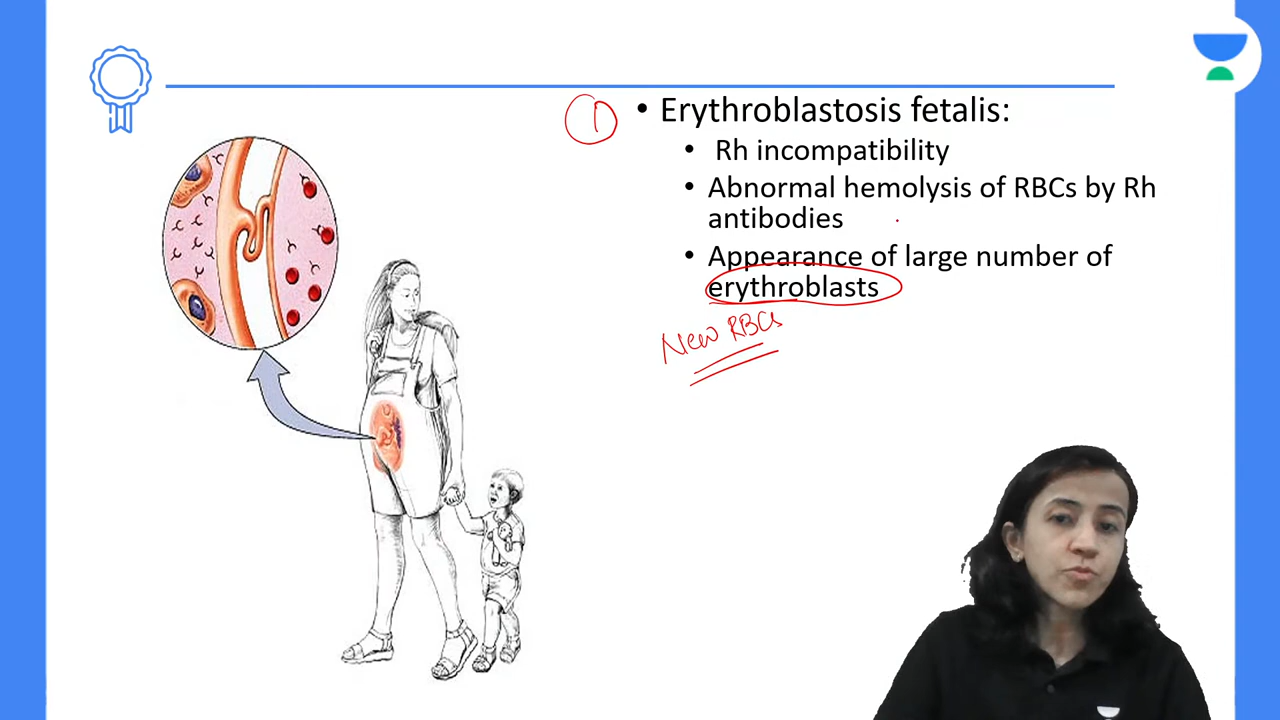 ① • Erythroblastosis fetalis:
• Rh incompatibility
• Abnormal hemolysis of RBCs by Rh
antibodies
• Appearance of large number of
erythroblasts
New RBCs